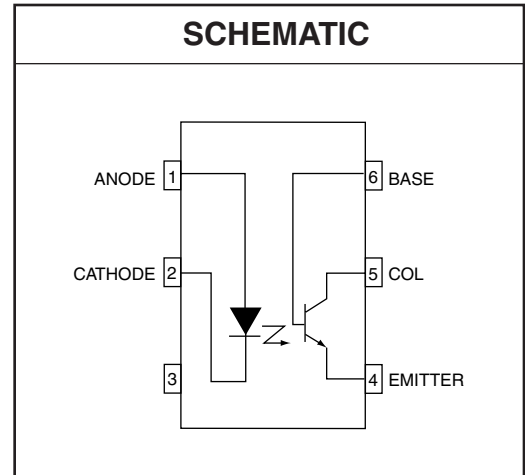 SCHEMATIC
ANODE 1
6 BASE
CATHODE 2
5 COL
3
4 EMITTER